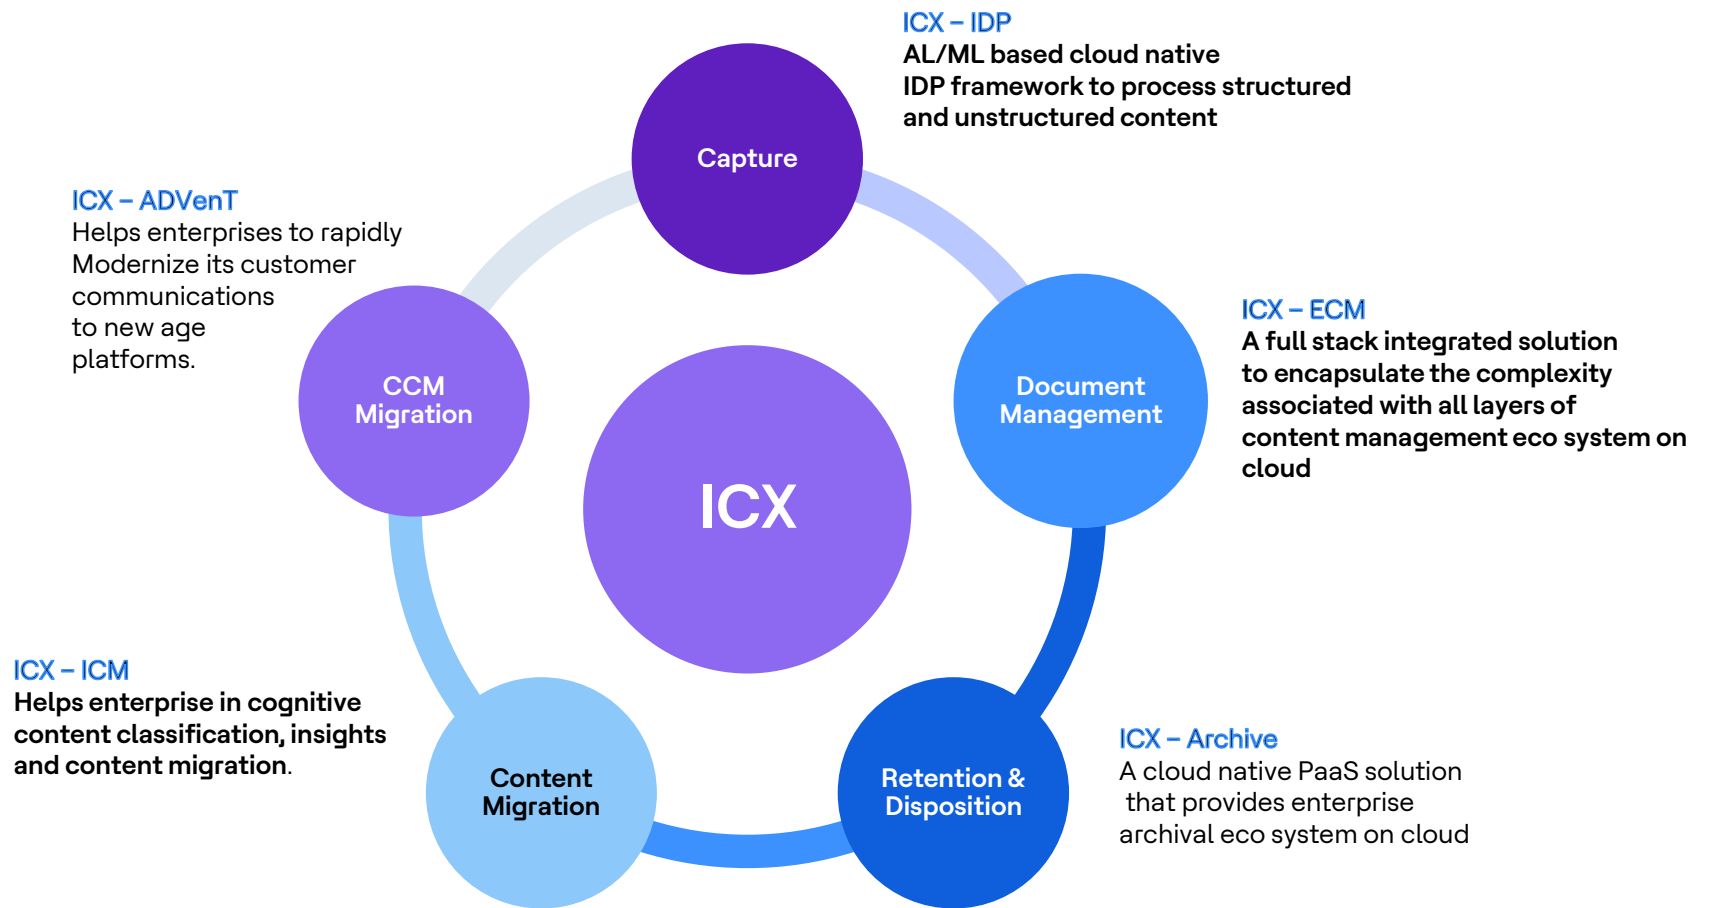 ICX – IDP
AL/ML based cloud native
IDP framework to process structured
and unstructured content
Capture
ICX – ADVenT
Helps enterprises to rapidly
Modernize its customer
communications
to new age
platforms.
CCM
Migration
Document
Management
ICX – ECM
A full stack integrated solution
to encapsulate the complexity
associated with all layers of
content management eco system on
cloud
ICX
ICX – ICM
Helps enterprise in cognitive
content classification, insights
and content migration.
Content
Migration
Retention &
Disposition
ICX – Archive
A cloud native PaaS solution
that provides enterprise
archival eco system on cloud